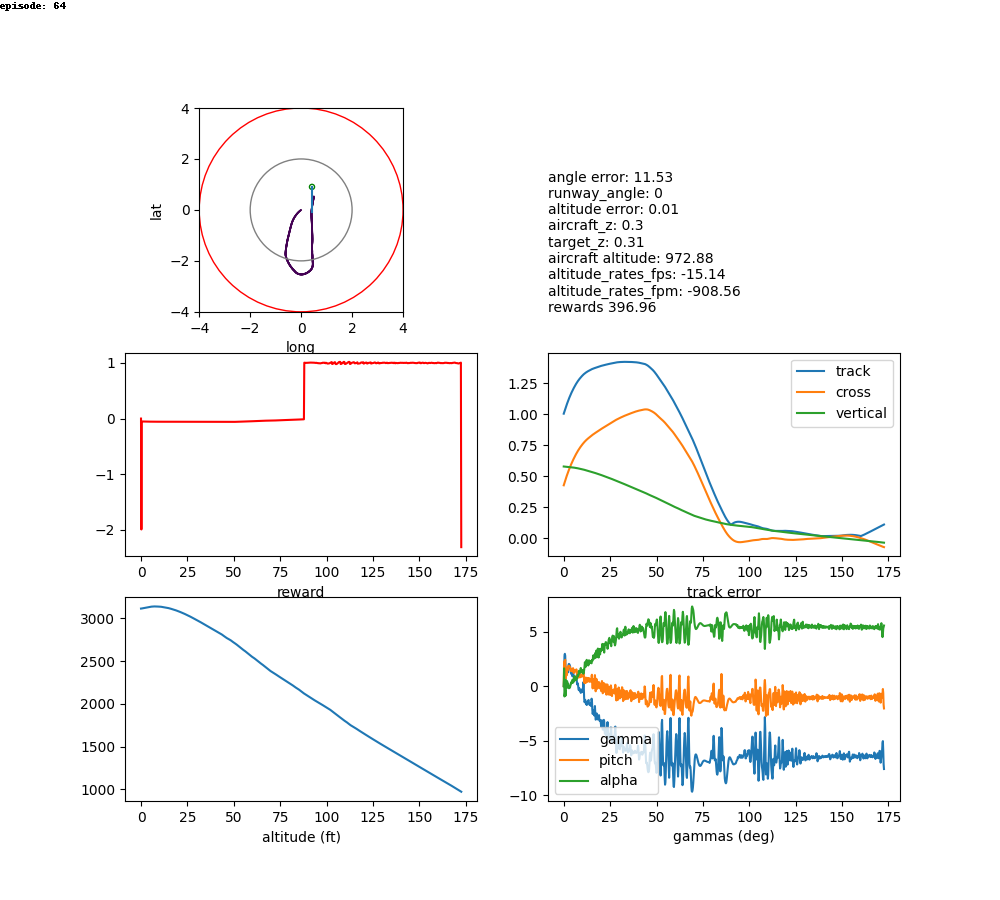 episode: 64
4
2
0
−2
−4
lat
−4 −2 0 2 4
long
angle error: 11.53
runway_angle: 0
altitude error: 0.01
aircraft_z: 0.3
target_z: 0.31
aircraft altitude: 972.88
altitude_rates_fps: -15.14
altitude_rates_fpm: -908.56
rewards 396.96
1
0
−1
−2
0 25 50 75 100 125 150 175
reward
1.25
1.00
0.75
0.50
0.25
0.00
track
cross
vertical
0 25 50 75 100 125 150 175
track error
3000
2500
2000
1500
1000
0 25 50 75 100 125 150 175
altitude (ft)
5
0
−5
−10
gamma
pitch
alpha
0 25 50 75 100 125 150 175
gammas (deg)